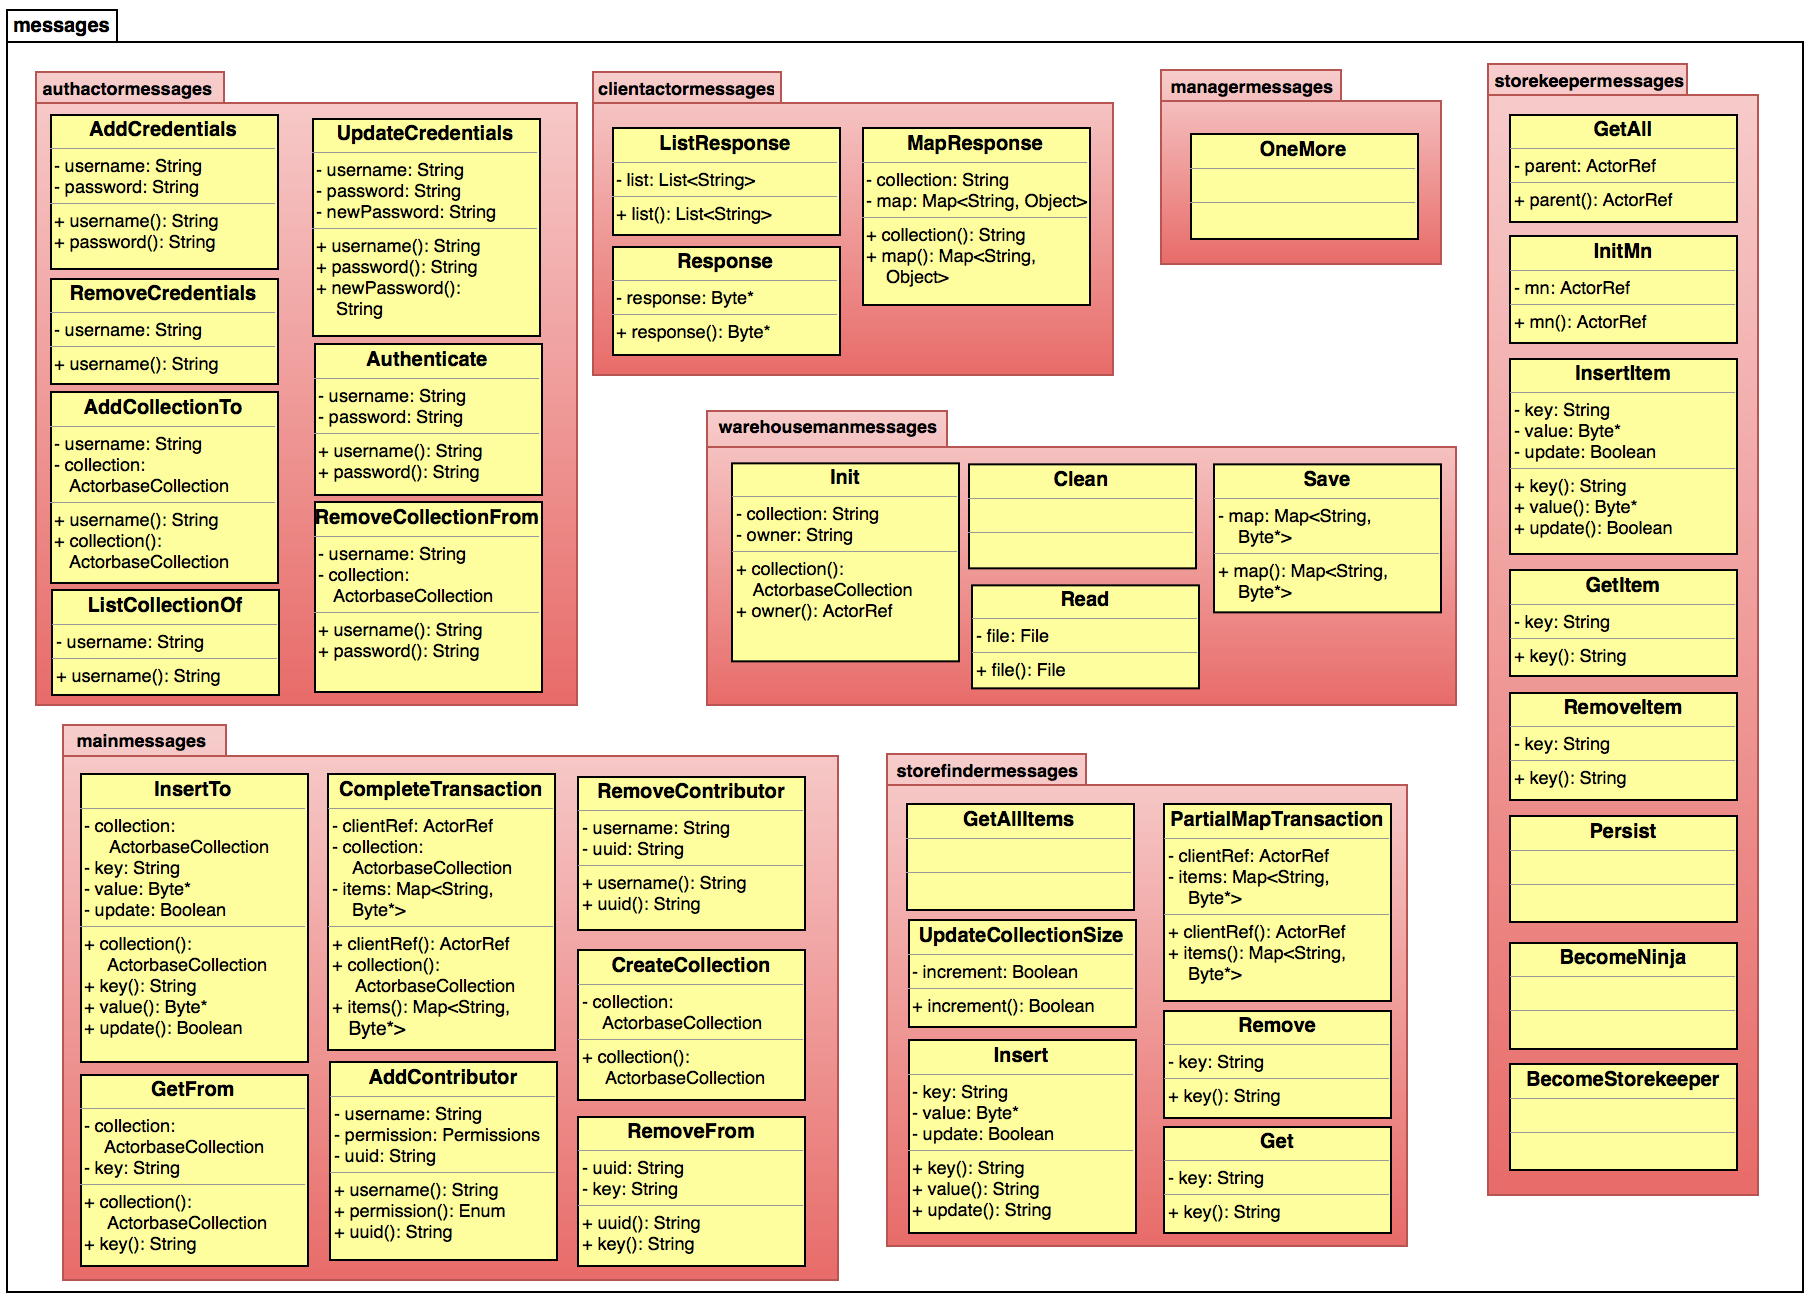 messages
authactormessages
AddCredentials
- username: String
- password: String
+ username(): String
+ password(): String
RemoveCredentials
- username: String
+ username(): String
AddCollectionTo
- username: String
- collection:
ActorbaseCollection
+ username(): String
+ collection():
ActorbaseCollection
ListCollectionOf
- username: String
+ username(): String
UpdateCredentials
- username: String
- password: String
- newPassword: String
+ username(): String
+ password(): String
+ newPassword():
String
Authenticate
- username: String
- password: String
+ username(): String
+ password(): String
RemoveCollectionFrom
- username: String
- collection:
ActorbaseCollection
+ username(): String
+ password(): String
clientactormessages
ListResponse
- list: List<String>
+ list(): List<String>
Response
- response: Byte*
+ response(): Byte*
MapResponse
- collection: String
- map: Map<String, Object>
+ collection(): String
+ map(): Map<String,
Object>
managermessages
OneMore
storekeepermessages
GetAll
- parent: ActorRef
+ parent(): ActorRef
InitMn
- mn: ActorRef
+ mn(): ActorRef
InsertItem
- key: String
- value: Byte*
- update: Boolean
+ key(): String
+ value(): Byte*
+ update(): Boolean
GetItem
- key: String
+ key(): String
RemoveItem
- key: String
+ key(): String
Persist
BecomeNinja
BecomeStorekeeper
warehousemanmessages
Init
- collection: String
- owner: String
+ collection():
ActorbaseCollection
+ owner(): ActorRef
Clean
Read
- file: File
+ file(): File
Save
- map: Map<String,
Byte*>
+ map(): Map<String,
Byte*>
mainmessages
InsertTo
- collection:
ActorbaseCollection
- key: String
- value: Byte*
- update: Boolean
+ collection():
ActorbaseCollection
+ key(): String
+ value(): Byte*
+ update(): Boolean
GetFrom
- collection:
ActorbaseCollection
- key: String
+ collection():
ActorbaseCollection
+ key(): String
CompleteTransaction
- clientRef: ActorRef
- collection:
ActorbaseCollection
- items: Map<String,
Byte*>
+ clientRef(): ActorRef
+ collection():
ActorbaseCollection
+ items(): Map<String,
Byte*>
AddContributor
- username: String
- permission: Permissions
- uuid: String
+ username(): String
+ permission(): Enum
+ uuid(): String
RemoveContributor
- username: String
- uuid: String
+ username(): String
+ uuid(): String
CreateCollection
- collection:
ActorbaseCollection
+ collection():
ActorbaseCollection
RemoveFrom
- uuid: String
- key: String
+ uuid(): String
+ key(): String
storefindermessages
GetAllItems
UpdateCollectionSize
- increment: Boolean
+ increment(): Boolean
Insert
- key: String
- value: Byte*
- update: Boolean
+ key(): String
+ value(): String
+ update(): String
PartialMapTransaction
- clientRef: ActorRef
- items: Map<String,
Byte*>
+ clientRef(): ActorRef
+ items(): Map<String,
Byte*>
Remove
- key: String
+ key(): String
Get
- key: String
+ key(): String